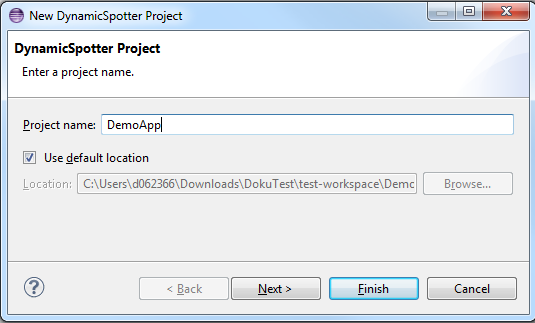 New DynamicSpotter Project
DynamicSpotter Project
Enter a project name.
Project name: DemoApp
Use default location
Location: C:\Users\d062366\Downloads\DokuTest\test-workspace\Demo Browse...
? < Back Next > Finish Cancel